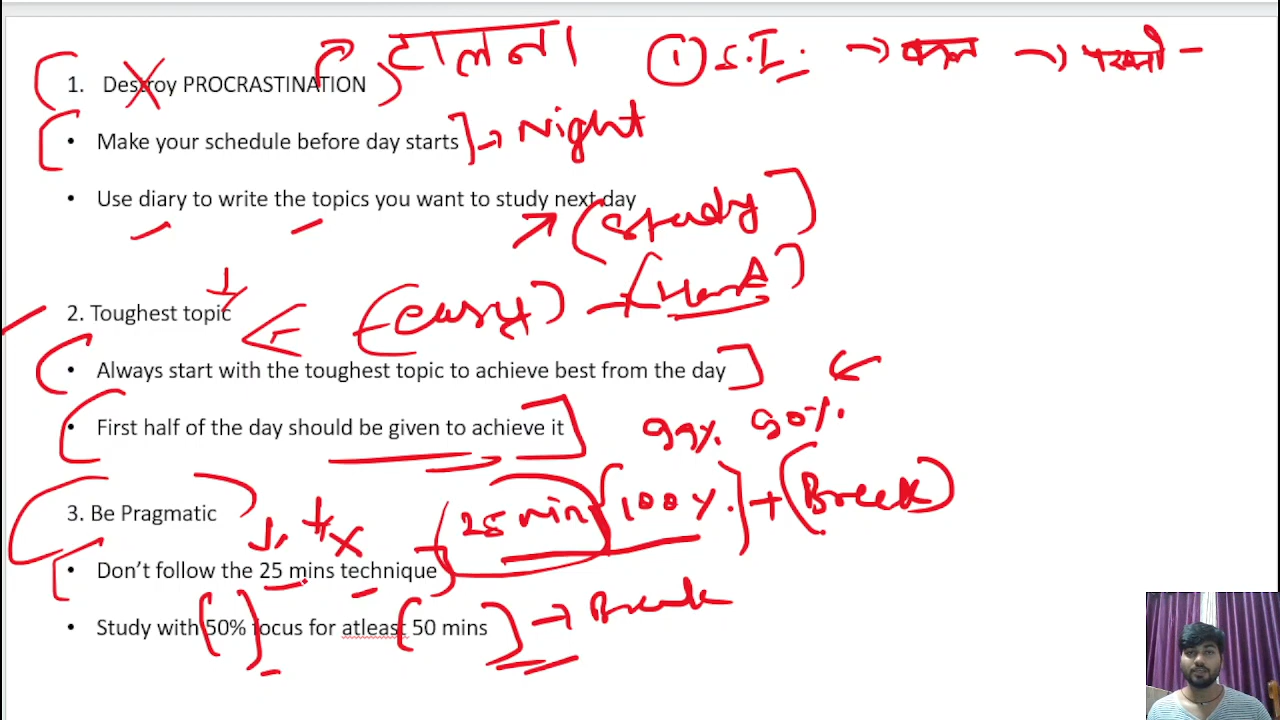 1. Destroy PROCRASTINATION
टालना
① S.I. →
• Make your schedule before day starts → Night
• Use diary to write the topics you want to study next day
(Study)
2. Toughest topic
(easy) (Hard)
• Always start with the toughest topic to achieve best from the day
• First half of the day should be given to achieve it
99%. 90%.
3. Be Pragmatic
25 min 100% + (Break)
• Don’t follow the 25 mins technique
• Study with 50% focus for atleast 50 mins → Break